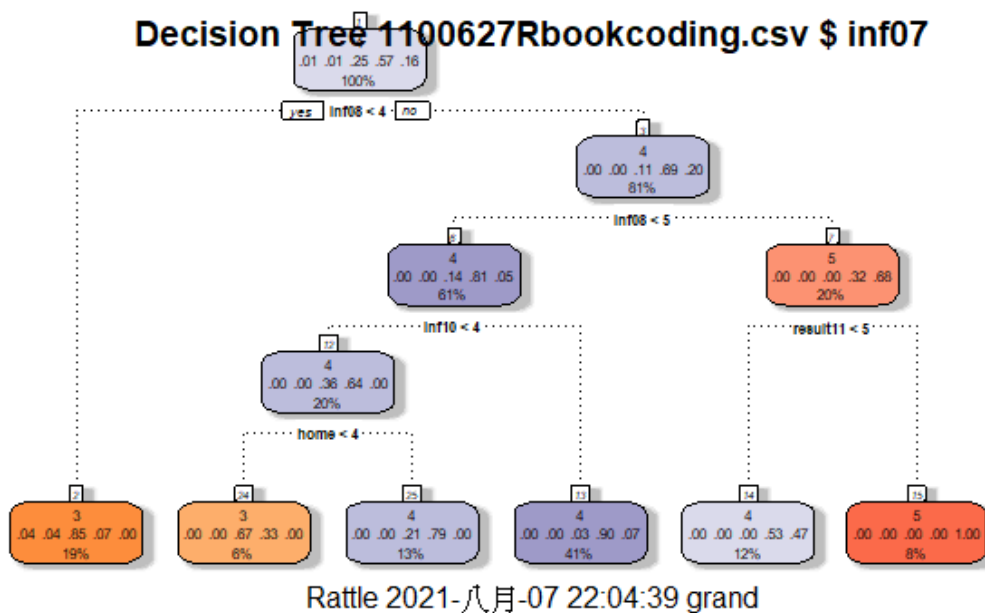 Decision Tree 1100627Rbookcoding.csv $ inf07
1
.01 .01 .25 .57 .16
100%
yes inf08 < 4 no
3
4
.00 .00 .11 .69 .20
81%
inf08 < 5
6
4
.00 .00 .14 .81 .05
61%
7
5
.00 .00 .00 .32 .68
20%
inf10 < 4
result11 < 5
12
4
.00 .00 .36 .64 .00
20%
home < 4
2
3
.04 .04 .85 .07 .00
19%
24
3
.00 .00 .67 .33 .00
6%
25
4
.00 .00 .21 .79 .00
13%
13
4
.00 .00 .03 .90 .07
41%
14
4
.00 .00 .00 .53 .47
12%
15
5
.00 .00 .00 .00 1.00
8%
Rattle 2021-八月-07 22:04:39 grand